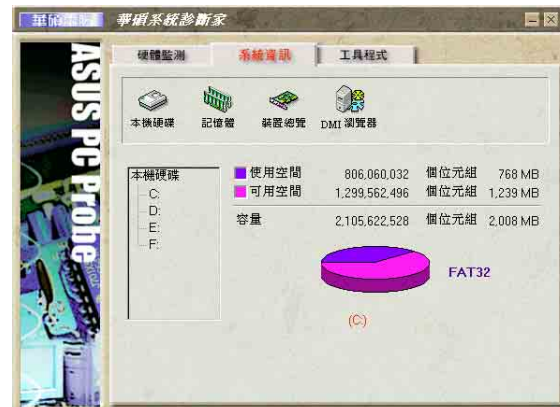 華碩電腦 華碩系統診斷家
ASUS PC Probe
硬體監測 系統資訊 工具程式
本機硬碟 記憶體 裝置總覽 DMI 瀏覽器
本機硬碟
C:
D:
E:
F:
使用空間 806,060,032 個位元組 768 MB
可用空間 1,299,562,496 個位元組 1,239 MB
容量 2,105,622,528 個位元組 2,008 MB
FAT32
(C:)